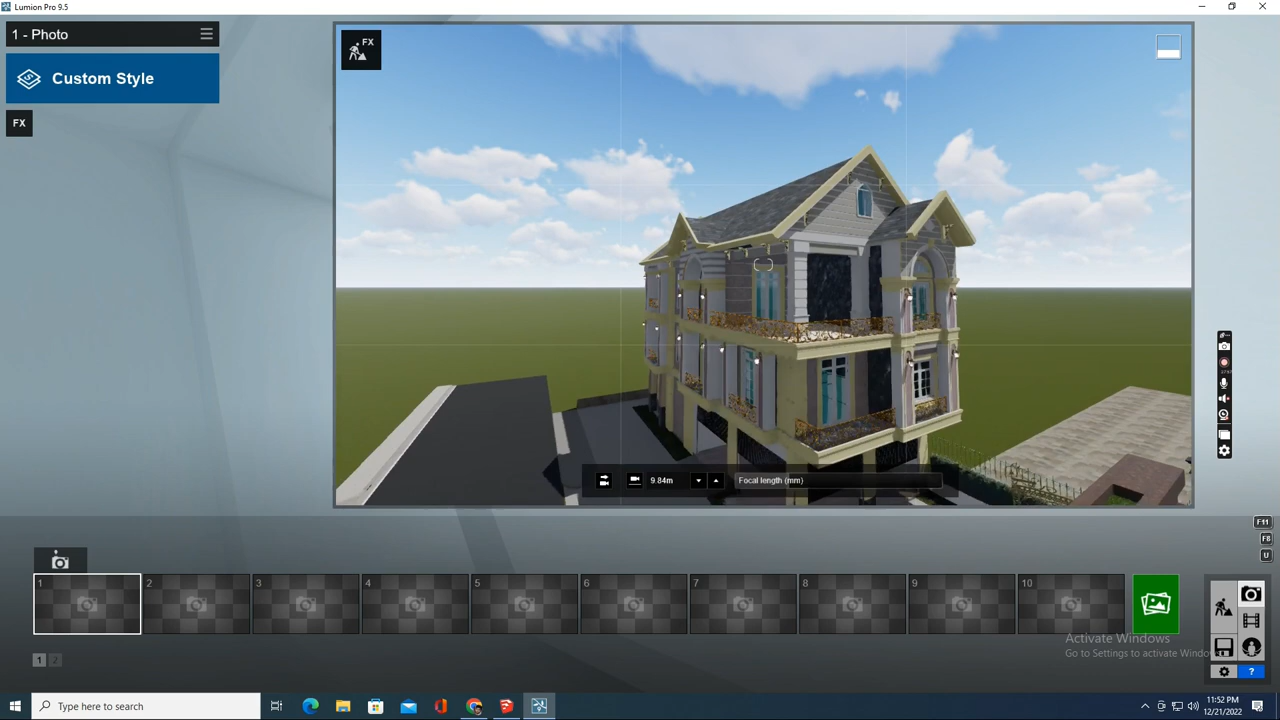 Lumion Pro 9.5
1 - Photo
Custom Style
FX
FX
9.84m
Focal length (mm)
F11
F8
U
1
2
3
4
5
6
7
8
9
10
Activate Windows
Go to Settings to activate Windo
1
2
?
Type here to search
11:52 PM
12/21/2022